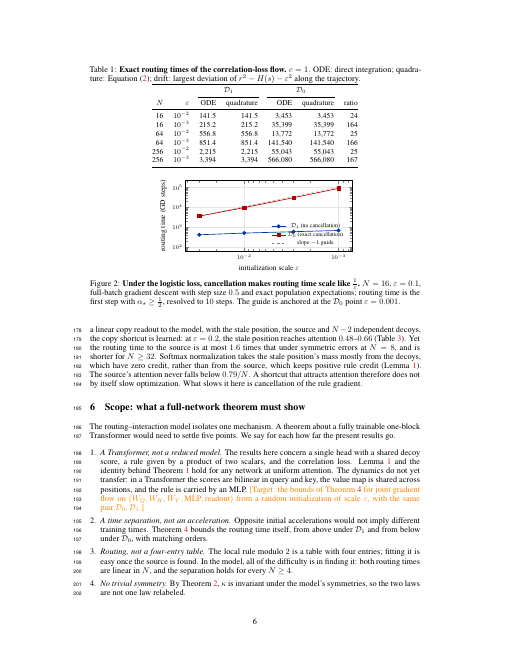 Table 1: Exact routing times of the correlation-loss flow. c = 1. ODE: direct integration; quadra-
ture: Equation (2); drift: largest deviation of r² − H(s) − ε² along the trajectory.
D₁ D₀
N ε ODE quadrature ODE quadrature ratio
16 10⁻² 141.5 141.5 3,453 3,453 24
16 10⁻³ 215.2 215.2 35,399 35,399 164
64 10⁻² 556.8 556.8 13,772 13,772 25
64 10⁻³ 851.4 851.4 141,540 141,540 166
256 10⁻² 2,215 2,215 55,043 55,043 25
256 10⁻³ 3,394 3,394 566,080 566,080 167
routing time (GD steps)
10⁵
10⁴
10³
10²
D₁ (no cancellation)
D₀ (exact cancellation)
slope −1 guide
10⁻² 10⁻³
initialization scale ε
Figure 2: Under the logistic loss, cancellation makes routing time scale like 1/ε. N = 16, ε = 0.1,
full-batch gradient descent with step size 0.5 and exact population expectations; routing time is the
first step with α⋆ ≥ 1/2, resolved to 10 steps. The guide is anchored at the D₀ point ε = 0.001.
178 a linear copy readout to the model, with the stale position, the source and N − 2 independent decoys,
179 the copy shortcut is learned: at ε = 0.2, the stale position reaches attention 0.48–0.66 (Table 3). Yet
180 the routing time to the source is at most 1.6 times that under symmetric errors at N = 8, and is
181 shorter for N ≥ 32. Softmax normalization takes the stale position's mass mostly from the decoys,
182 which have zero credit, rather than from the source, which keeps positive rule credit (Lemma 1).
183 The source's attention never falls below 0.79/N. A shortcut that attracts attention therefore does not
184 by itself slow optimization. What slows it here is cancellation of the rule gradient.
185 6 Scope: what a full-network theorem must show
186 The routing–interaction model isolates one mechanism. A theorem about a fully trainable one-block
187 Transformer would need to settle five points. We say for each how far the present results go.
188 1. A Transformer, not a reduced model. The results here concern a single head with a shared decoy
189 score, a rule given by a product of two scalars, and the correlation loss. Lemma 1 and the
190 identity behind Theorem 1 hold for any network at uniform attention. The dynamics do not yet
191 transfer: in a Transformer the scores are bilinear in query and key, the value map is shared across
192 positions, and the rule is carried by an MLP. [Target: the bounds of Theorem 4 for joint gradient
193 flow on (W_Q, W_K, W_V, MLP, readout) from a random initialization of scale ε, with the same
194 pair D₀, D₁.]
195 2. A time separation, not an acceleration. Opposite initial accelerations would not imply different
196 training times. Theorem 4 bounds the routing time itself, from above under D₁ and from below
197 under D₀, with matching orders.
198 3. Routing, not a four-entry table. The local rule modulo 2 is a table with four entries; fitting it is
199 easy once the source is found. In the model, all of the difficulty is in finding it: both routing times
200 are linear in N, and the separation holds for every N ≥ 4.
201 4. No trivial symmetry. By Theorem 2, κ is invariant under the model's symmetries, so the two laws
202 are not one law relabeled.
6